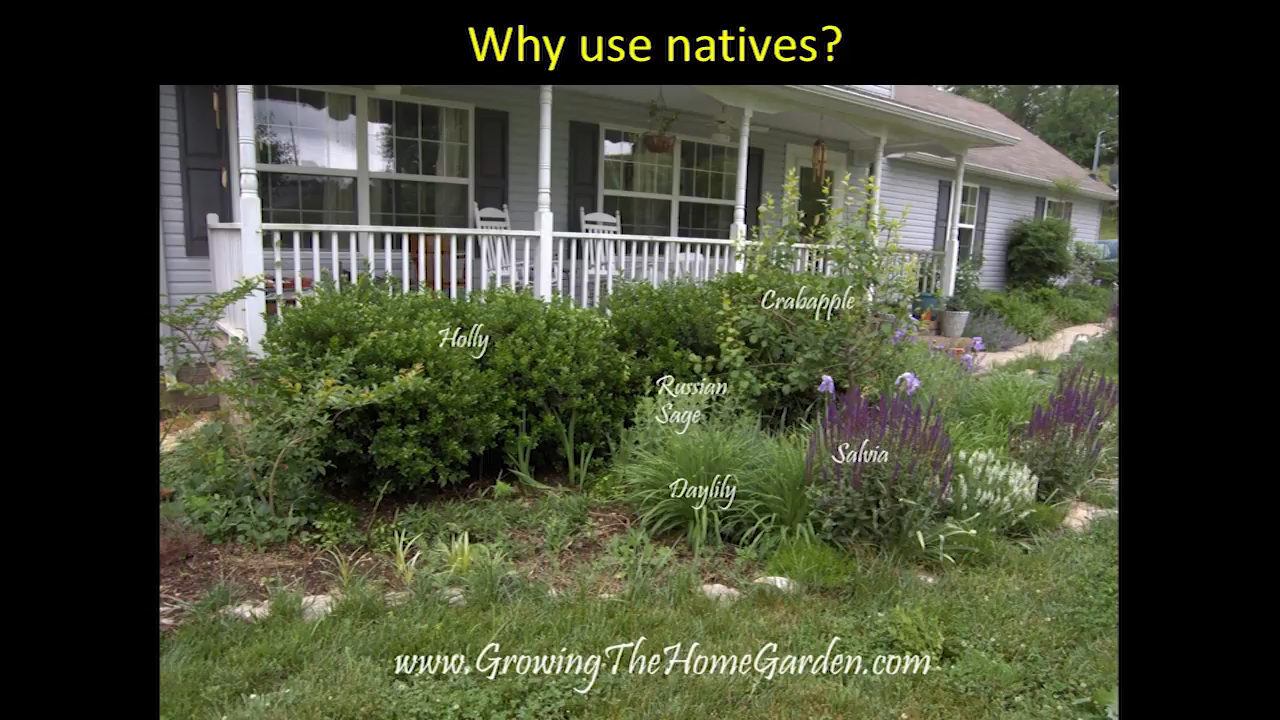 Why use natives?
Crabapple
Holly
Russian
Sage
Salvia
Daylily
www.GrowingTheHomeGarden.com